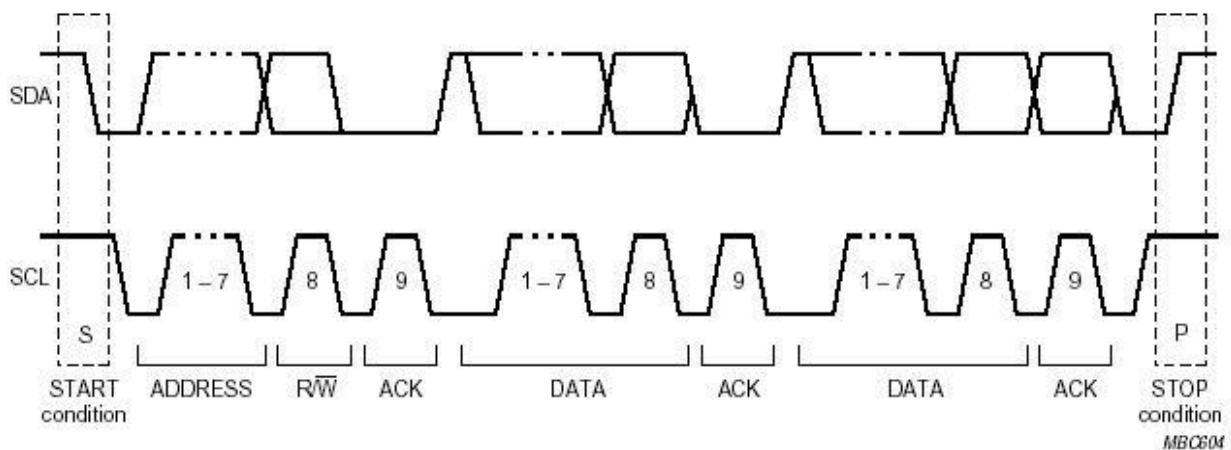 SDA
SCL
1 – 7 8 9 1 – 7 8 9 1 – 7 8 9
S P
START condition ADDRESS R/W̅ ACK DATA ACK DATA ACK STOP condition
MBC604